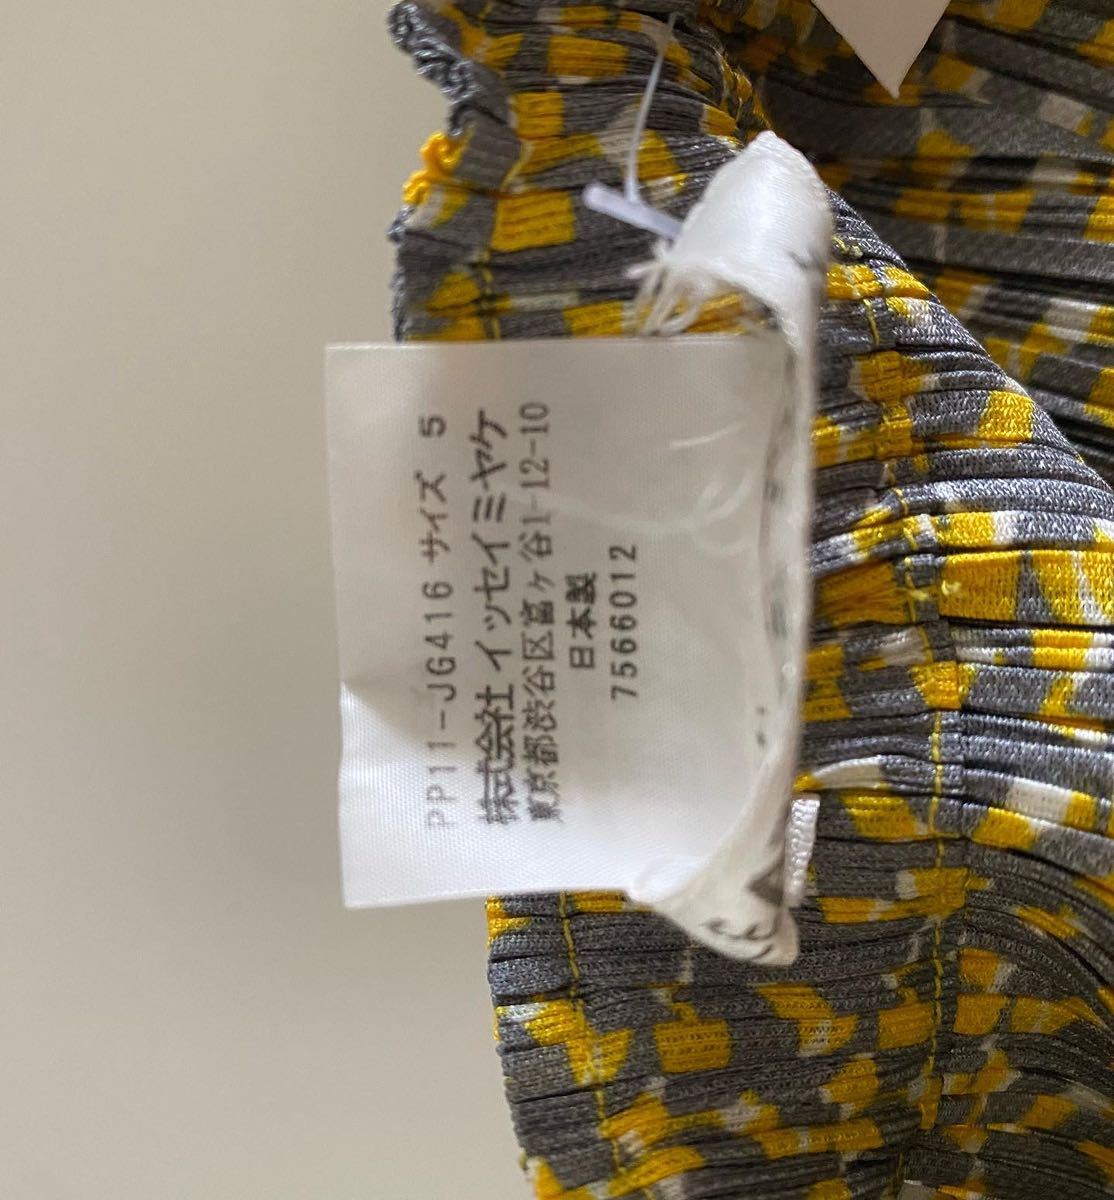 PP11-JG416 サイズ 5
株式会社 イッセイミヤケ
東京都渋谷区富ヶ谷1-12-10
日本製
7566012